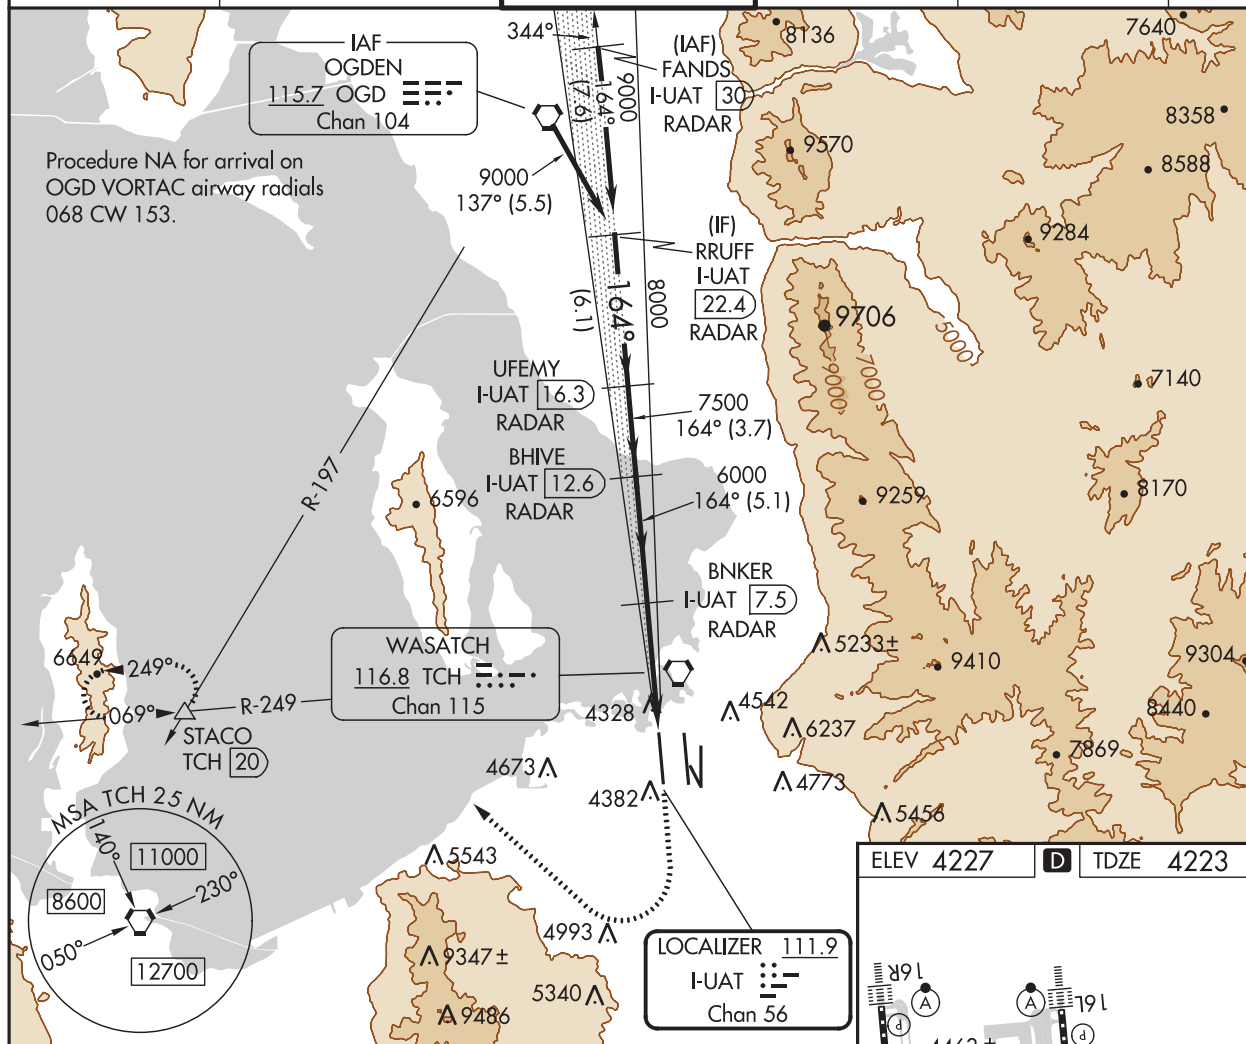 IAF
OGDEN
115.7 OGD
Chan 104
Procedure NA for arrival on
OGD VORTAC airway radials
068 CW 153.
344°
(IAF)
FANDS
I-UAT 30
RADAR
9000
164°
(7.6)
9000
137° (5.5)
(IF)
RRUFF
I-UAT
22.4
RADAR
8000
164°
(6.1)
UFEMY
I-UAT 16.3
RADAR
7500
164° (3.7)
BHIVE
I-UAT 12.6
RADAR
6000
164° (5.1)
BNKER
I-UAT 7.5
RADAR
R-197
WASATCH
116.8 TCH
Chan 115
R-249
249°
069°
STACO
TCH 20
8136
7640
8358
9570
8588
9284
9706
5000
7000
9000
7140
8170
6596
9259
5233±
9410
9304
6649
4328
4542
6237
8440
7869
4673
4382
4773
5456
5543
4993
9347±
5340
9486
MSA TCH 25 NM
140°
11000
8600
230°
050°
12700
LOCALIZER 111.9
I-UAT
Chan 56
ELEV 4227
D
TDZE 4223
16R
A
A
16L
P
P
4463±